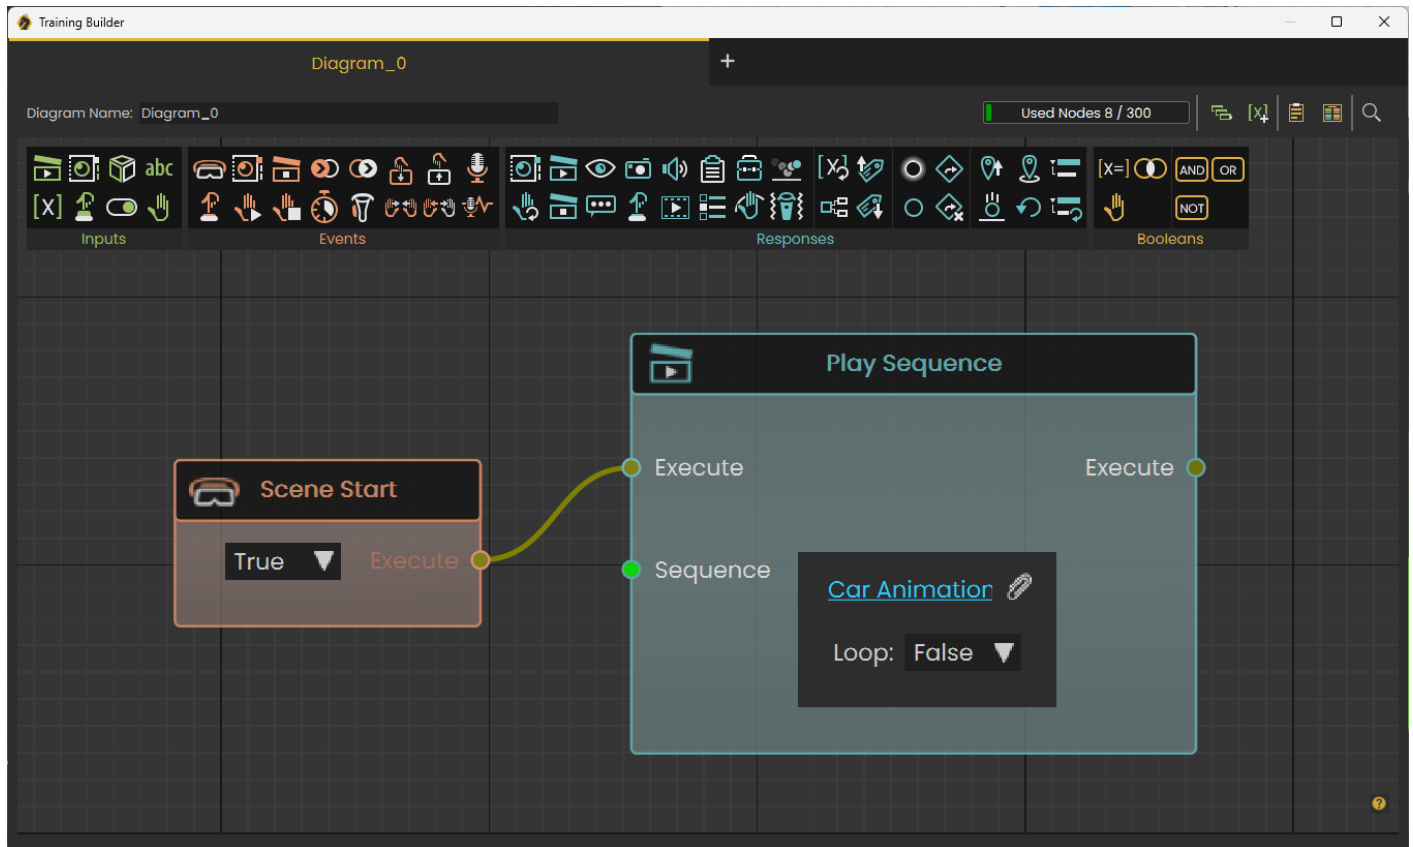 Training Builder
Diagram_0
+
Diagram Name: Diagram_0
Used Nodes 8 / 300
[X]
abc
[X]
[X]
[X=]
AND
OR
NOT
Inputs
Events
Responses
Booleans
Play Sequence
Execute
Execute
Scene Start
True
Execute
Sequence
Car Animation
Loop: False
?